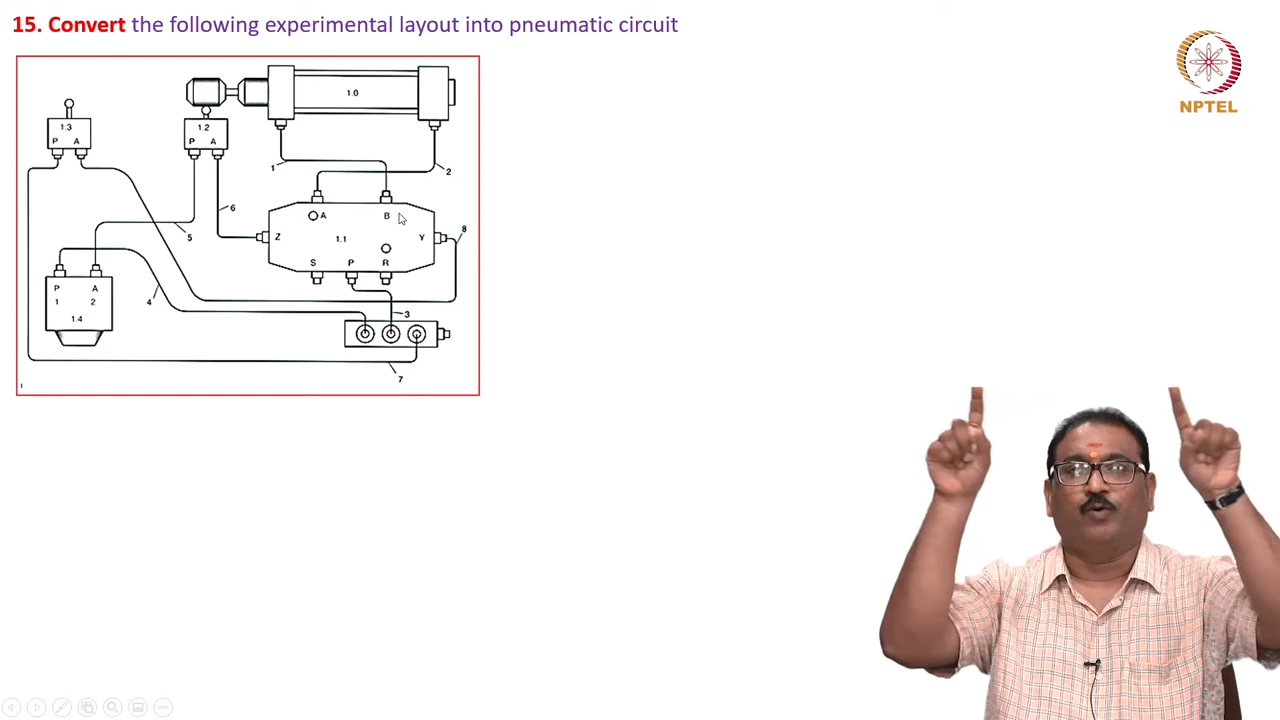 15. Convert the following experimental layout into pneumatic circuit
NPTEL
1.0
1.3
P A
1.2
P A
1
2
6
A
B
5
Z
1.1
Y
8
S P R
P A
1 2
1.4
4
3
7